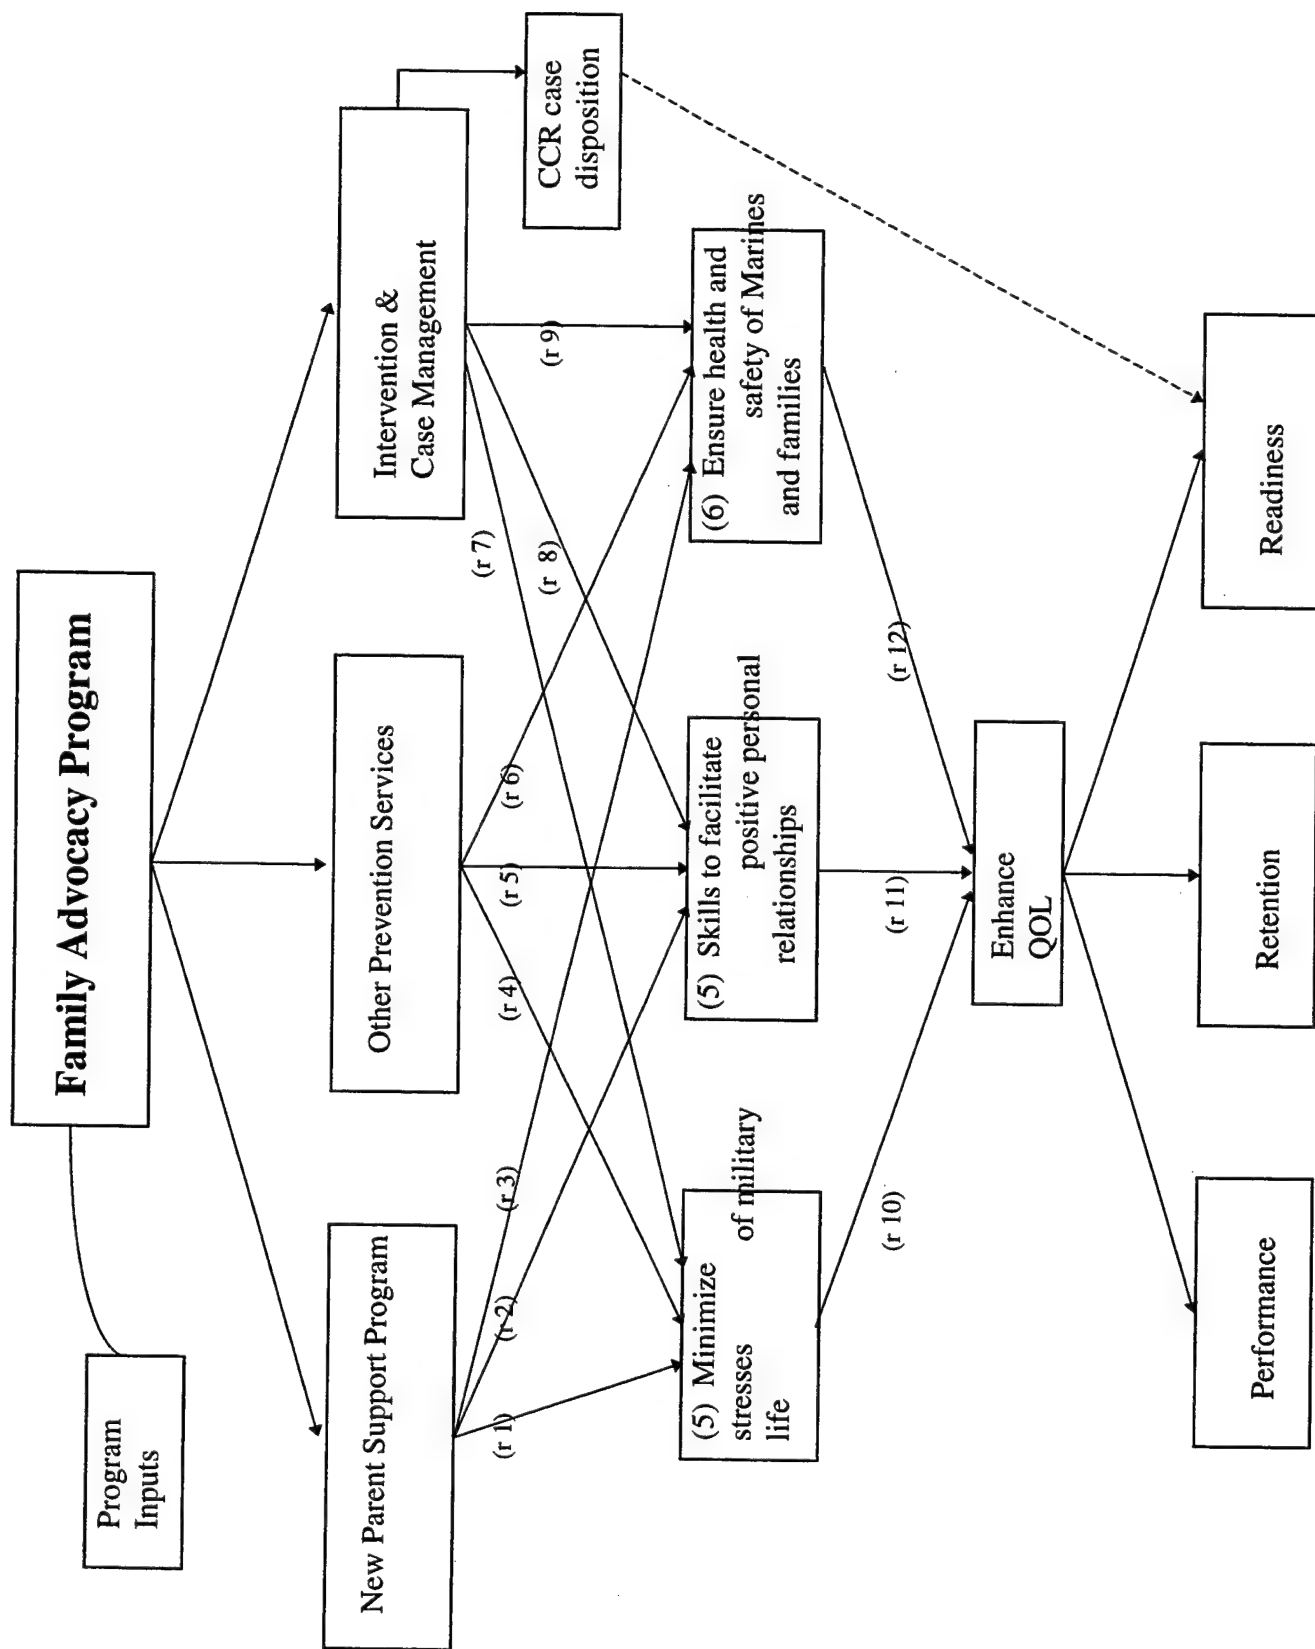 Family Advocacy Program
Program
Inputs
New Parent Support Program
Other Prevention Services
Intervention &
Case Management
CCR case
disposition
(r 1)
(r 2)
(r 3)
(r 4)
(r 5)
(r 6)
(r 7)
(r 8)
(r 9)
(5) Minimize
stresses of military
life
(5) Skills to facilitate
positive personal
relationships
(6) Ensure health and
safety of Marines
and families
(r 10)
(r 11)
(r 12)
Enhance
QOL
Performance
Retention
Readiness